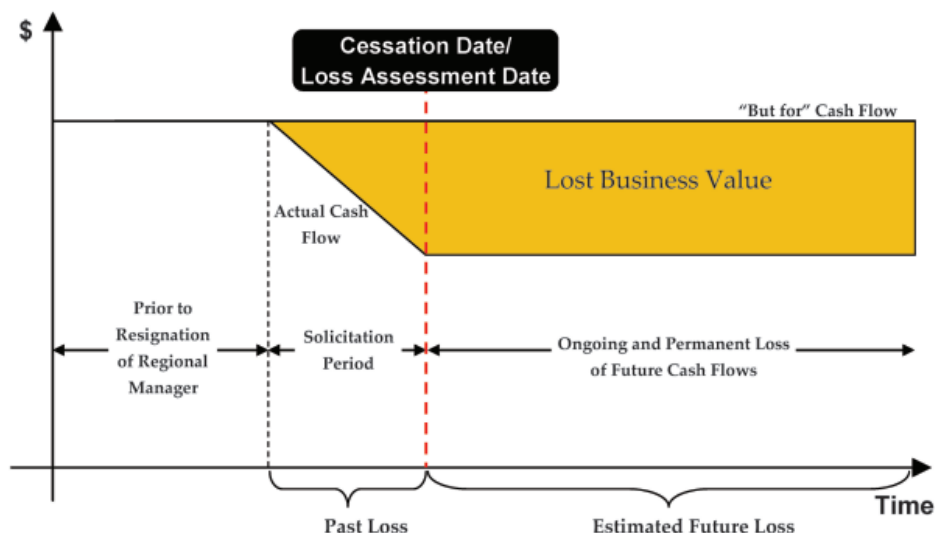 $
Cessation Date/
Loss Assessment Date
“But for” Cash Flow
Lost Business Value
Actual Cash
Flow
Prior to
Resignation
of Regional
Manager
Solicitation
Period
Ongoing and Permanent Loss
of Future Cash Flows
Time
Past Loss
Estimated Future Loss